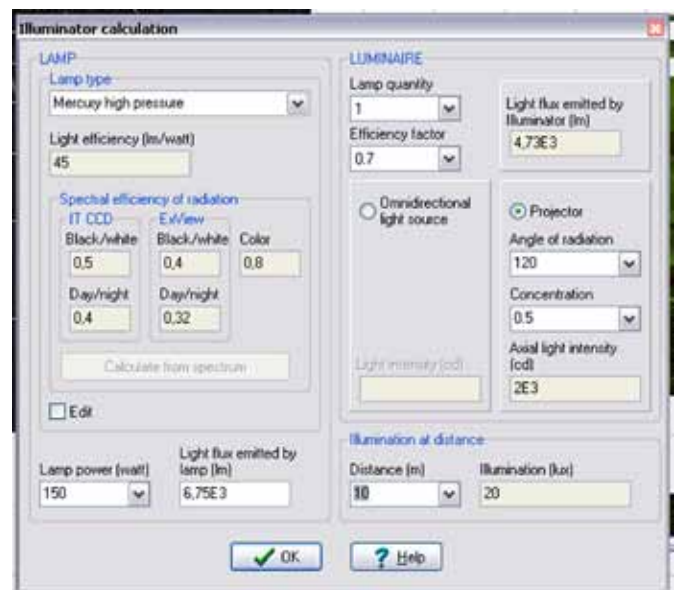 Illuminator calculation
LAMP
Lamp type
Mercury high pressure
Light efficiency (lm/watt)
45
Spectral efficiency of radiation
IT CCD
ExView
Black/white
Black/white
Color
0,5
0,4
0,8
Day/night
Day/night
0,4
0,32
Calculate from spectrum
Edit
Lamp power (watt)
150
Light flux emitted by
lamp (lm)
6,75E3
LUMINAIRE
Lamp quantity
1
Efficiency factor
0.7
Light flux emitted by
Illuminator (lm)
4,73E3
Omnidirectional
light source
Light intensity (cd)
Projector
Angle of radiation
120
Concentration
0.5
Axial light intensity
(cd)
2E3
Illumination at distance
Distance (m)
10
Illumination (lux)
20
OK
Help